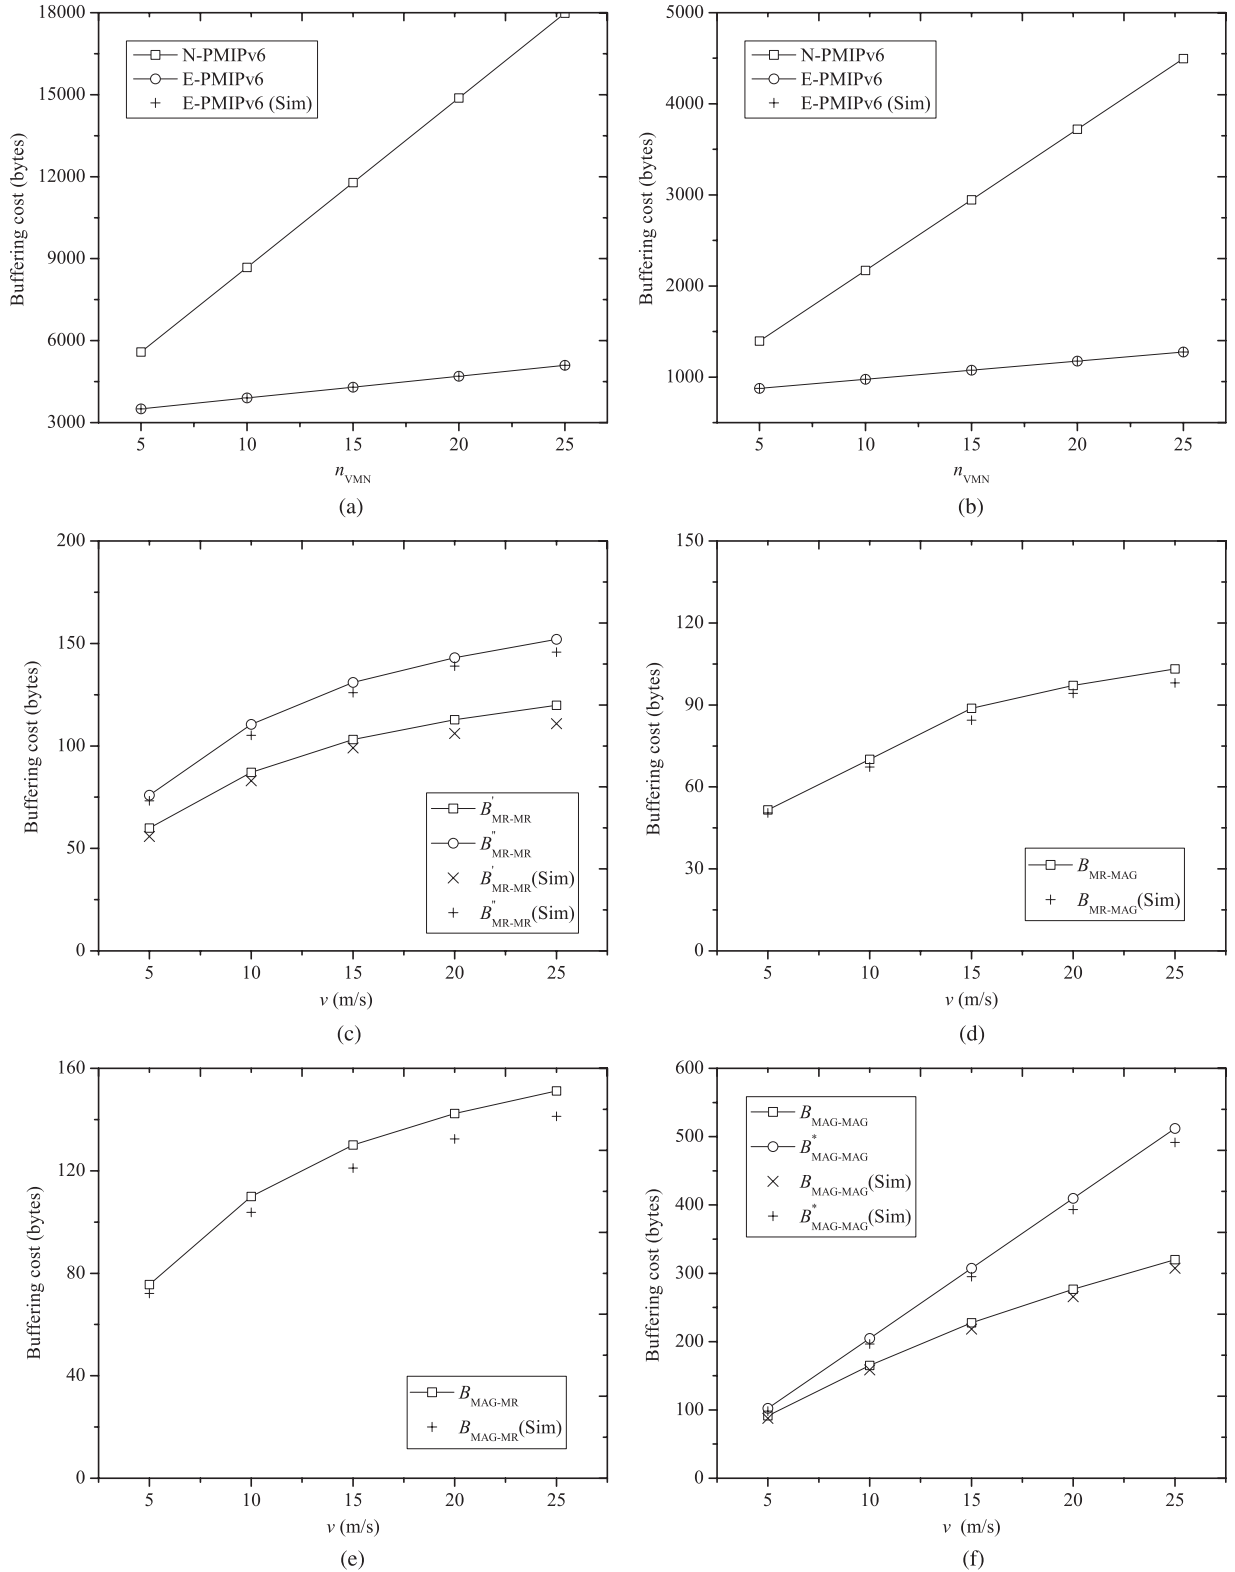 18000
15000
12000
9000
6000
3000
Buffering cost (bytes)
N-PMIPv6
E-PMIPv6
E-PMIPv6 (Sim)
5 10 15 20 25
n_VMN
(a)
5000
4000
3000
2000
1000
Buffering cost (bytes)
N-PMIPv6
E-PMIPv6
E-PMIPv6 (Sim)
5 10 15 20 25
n_VMN
(b)
200
150
100
50
0
Buffering cost (bytes)
B'_MR-MR
B''_MR-MR
B'_MR-MR(Sim)
B''_MR-MR(Sim)
5 10 15 20 25
v (m/s)
(c)
150
120
90
60
30
0
Buffering cost (bytes)
B_MR-MAG
B_MR-MAG(Sim)
5 10 15 20 25
v (m/s)
(d)
160
120
80
40
0
Buffering cost (bytes)
B_MAG-MR
B_MAG-MR(Sim)
5 10 15 20 25
v (m/s)
(e)
600
500
400
300
200
100
0
Buffering cost (bytes)
B_MAG-MAG
B*_MAG-MAG
B_MAG-MAG(Sim)
B*_MAG-MAG(Sim)
5 10 15 20 25
v (m/s)
(f)